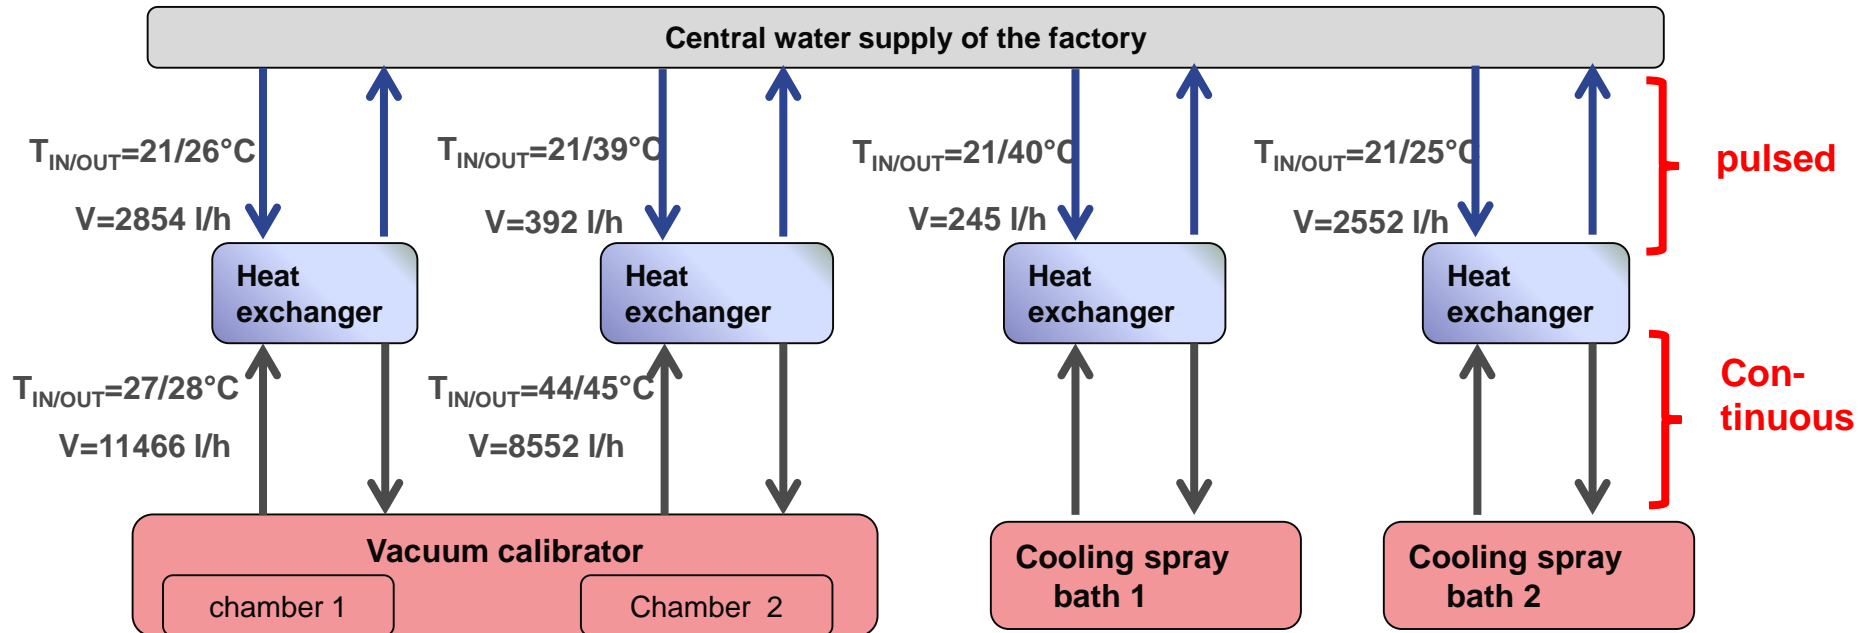 Central water supply of the factory
TIN/OUT=21/26°C
TIN/OUT=21/39°C
TIN/OUT=21/40°C
TIN/OUT=21/25°C
pulsed
V=2854 l/h
V=392 l/h
V=245 l/h
V=2552 l/h
Heat
exchanger
Heat
exchanger
Heat
exchanger
Heat
exchanger
TIN/OUT=27/28°C
TIN/OUT=44/45°C
Con-
tinuous
V=11466 l/h
V=8552 l/h
Vacuum calibrator
chamber 1
Chamber 2
Cooling spray
bath 1
Cooling spray
bath 2